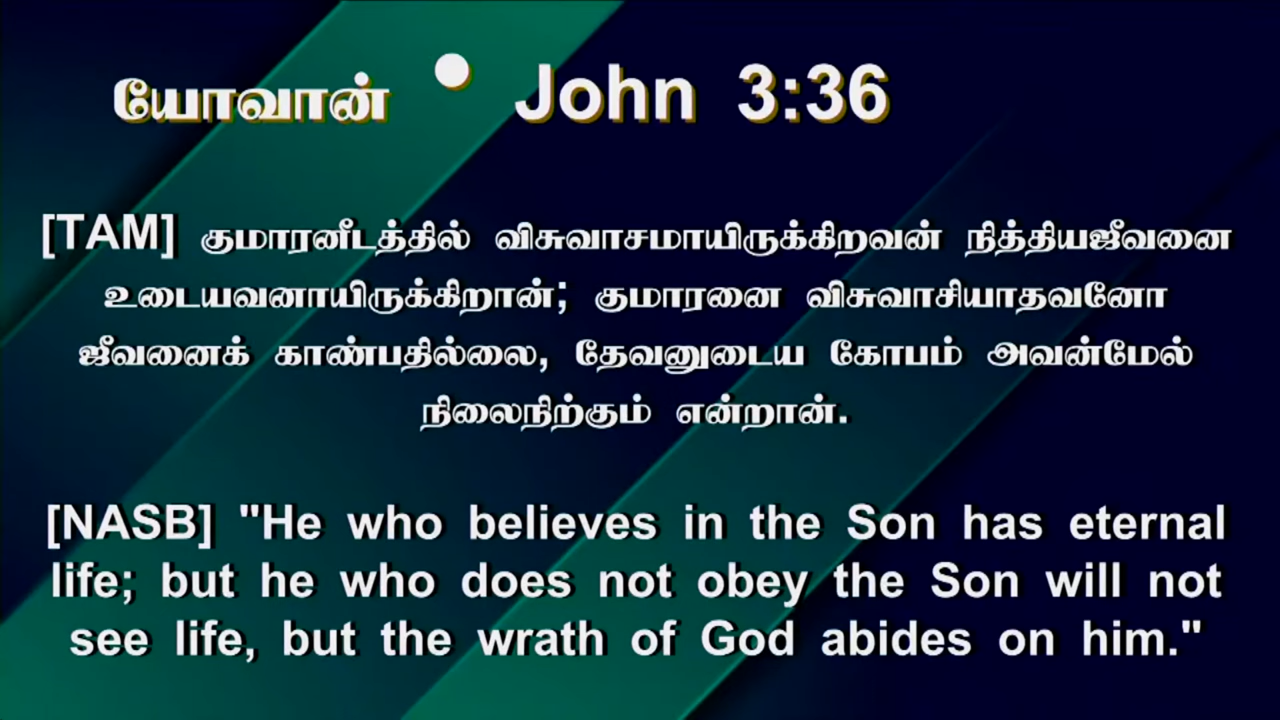 யோவான் • John 3:36
[TAM] குமாரனிடத்தில் விசுவாசமாயிருக்கிறவன் நித்தியஜீவனை
உடையவனாயிருக்கிறான்; குமாரனை விசுவாசியாதவனோ
ஜீவனைக் காண்பதில்லை, தேவனுடைய கோபம் அவன்மேல்
நிலைநிற்கும் என்றான்.
[NASB] "He who believes in the Son has eternal
life; but he who does not obey the Son will not
see life, but the wrath of God abides on him."